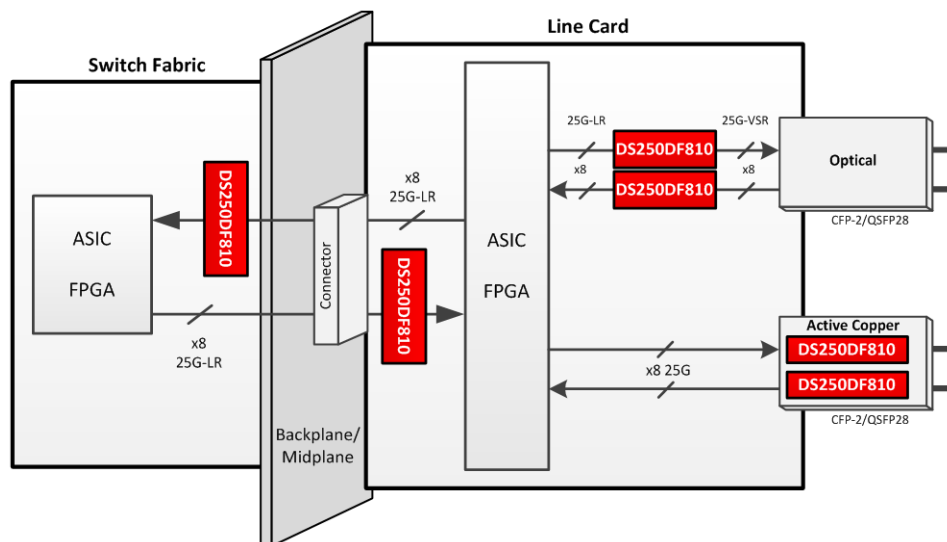 Switch Fabric
Line Card
ASIC
FPGA
DS250DF810
x8
25G-LR
Connector
Backplane/
Midplane
x8
25G-LR
DS250DF810
ASIC
FPGA
25G-LR
DS250DF810
25G-VSR
x8
DS250DF810
x8
Optical
CFP-2/QSFP28
x8 25G
Active Copper
DS250DF810
DS250DF810
CFP-2/QSFP28